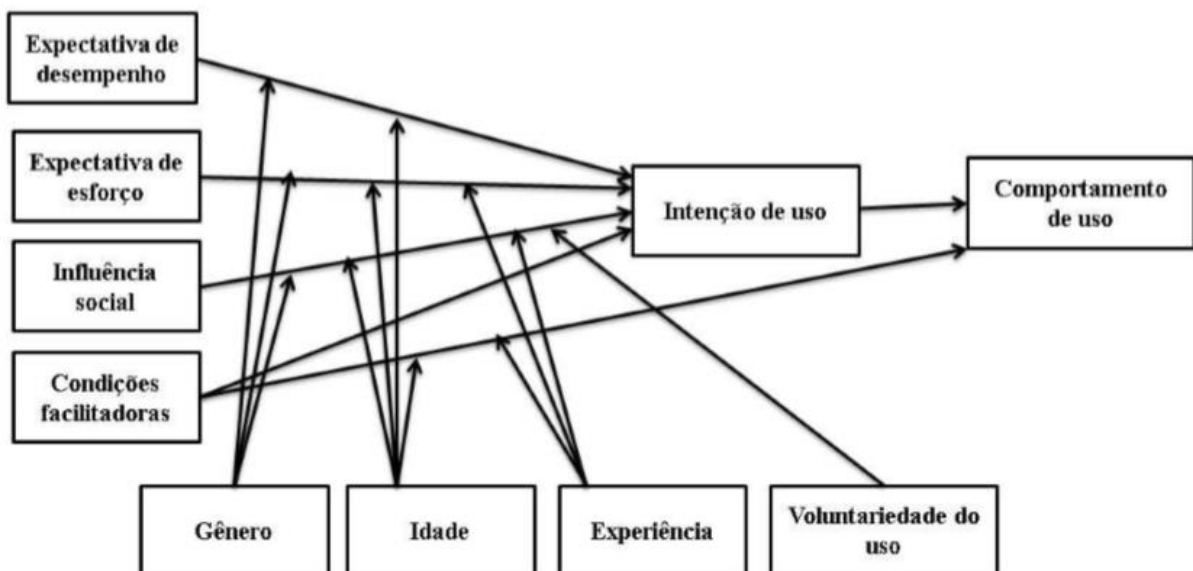 Expectativa de
desempenho
Expectativa de
esforço
Influência
social
Condições
facilitadoras
Intenção de uso
Comportamento
de uso
Gênero
Idade
Experiência
Voluntariedade do
uso